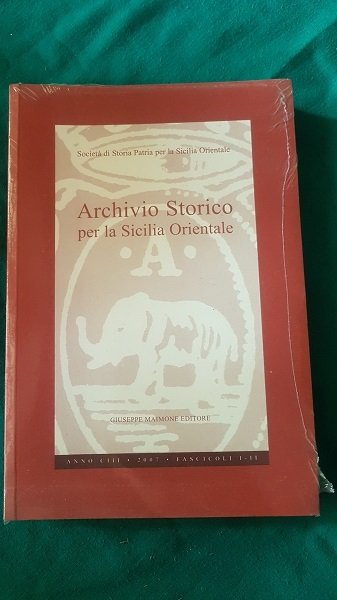 Società di Storia Patria per la Sicilia Orientale
Archivio Storico
per la Sicilia Orientale
· A ·
GIUSEPPE MAIMONE EDITORE
ANNO CIII • 2007 • FASCICOLI I-II